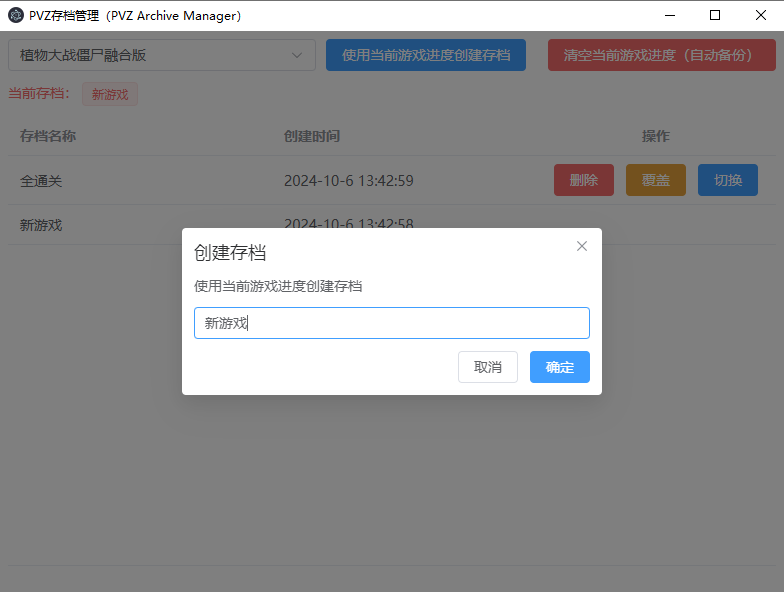 PVZ存档管理（PVZ Archive Manager）
植物大战僵尸融合版
使用当前游戏进度创建存档
清空当前游戏进度（自动备份）
当前存档：
新游戏
存档名称 创建时间 操作
全通关 2024-10-6 13:42:59 删除 覆盖 切换
新游戏 2024-10-6 13:42:58
创建存档
使用当前游戏进度创建存档
新游戏
取消 确定